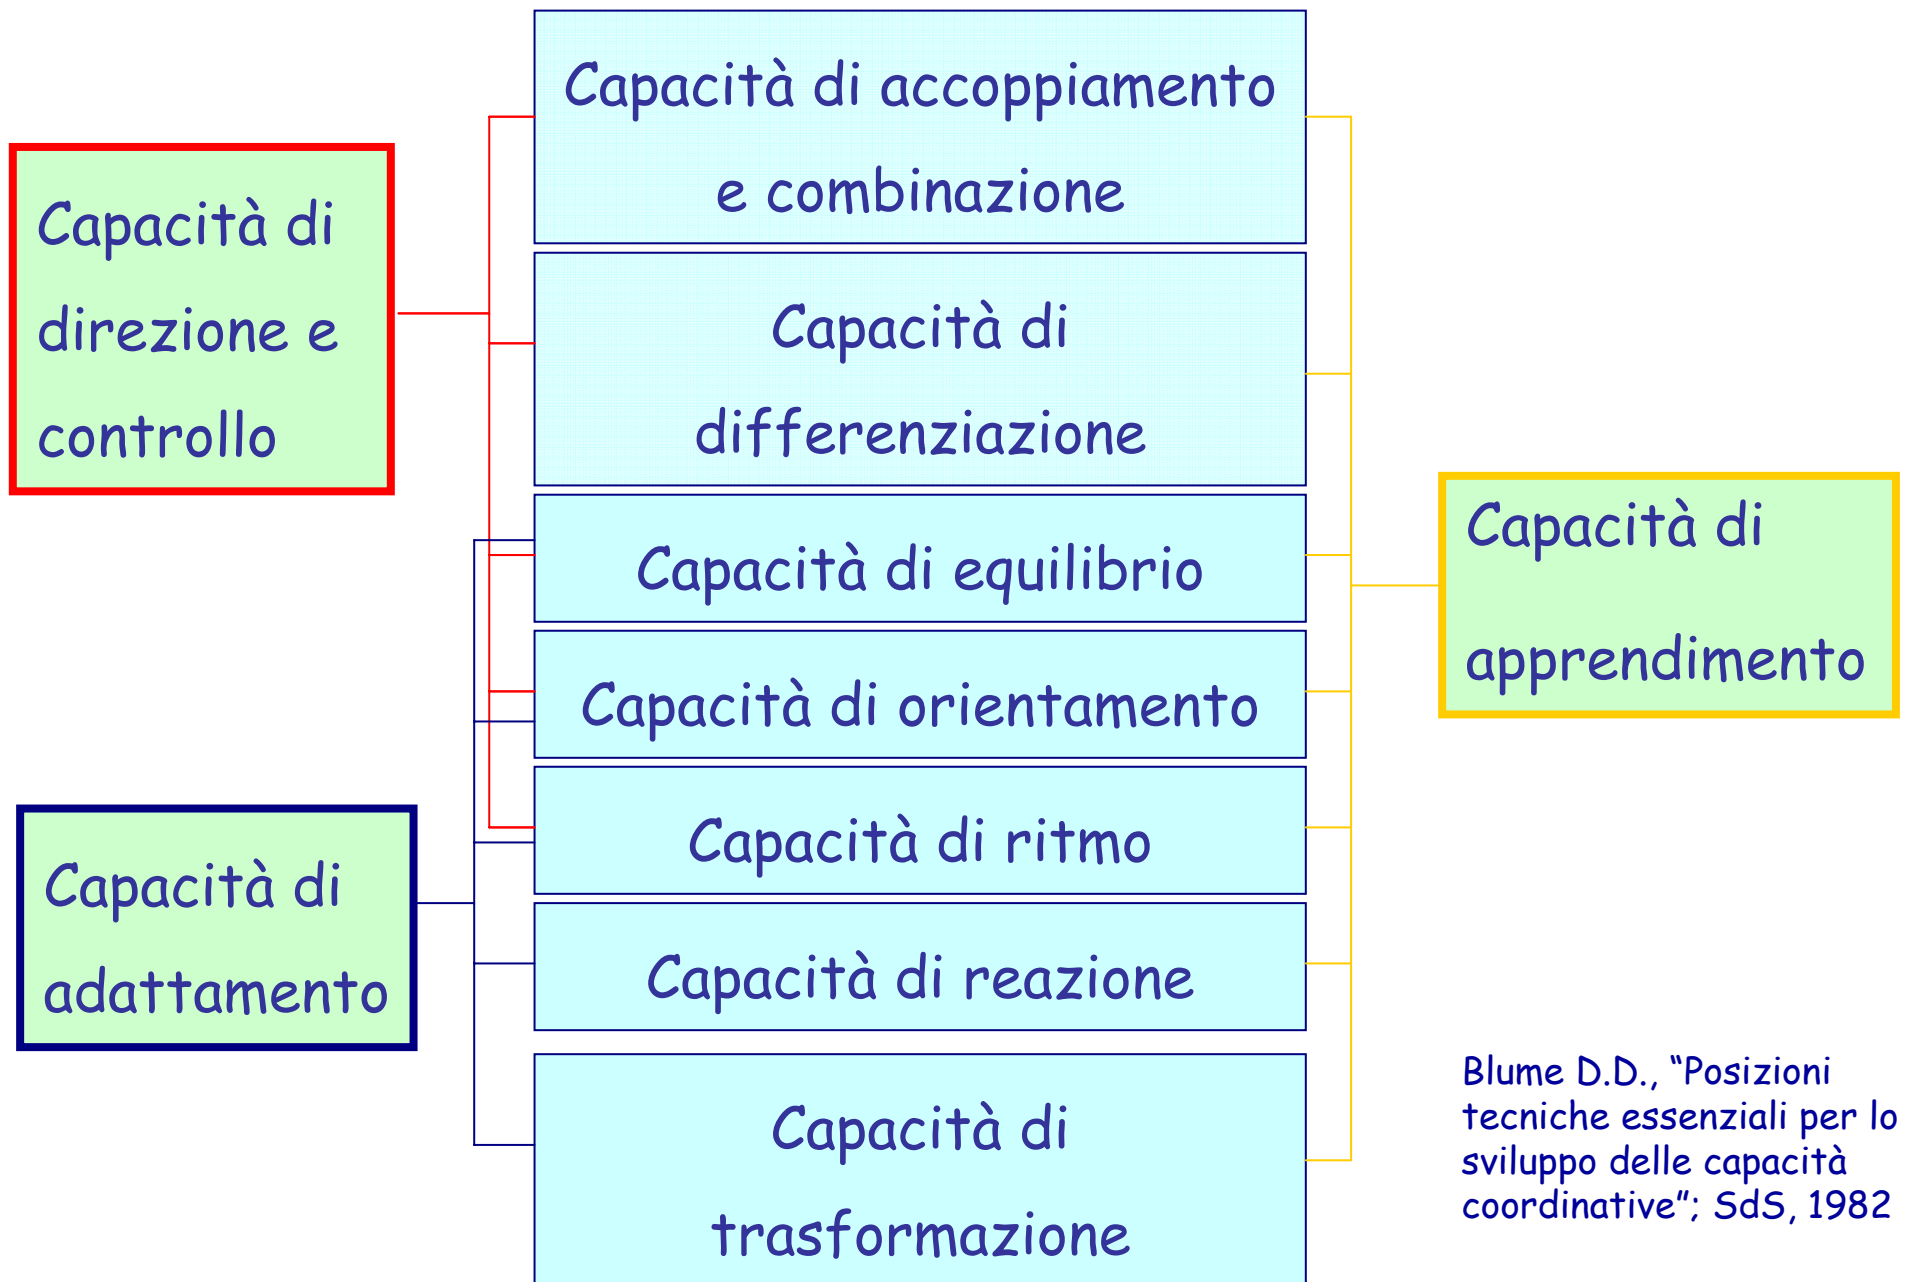 Capacità di accoppiamento
e combinazione
Capacità di
direzione e
controllo
Capacità di
differenziazione
Capacità di equilibrio
Capacità di orientamento
Capacità di ritmo
Capacità di reazione
Capacità di
trasformazione
Capacità di
adattamento
Capacità di
apprendimento
Blume D.D., “Posizioni
tecniche essenziali per lo
sviluppo delle capacità
coordinative”; SdS, 1982